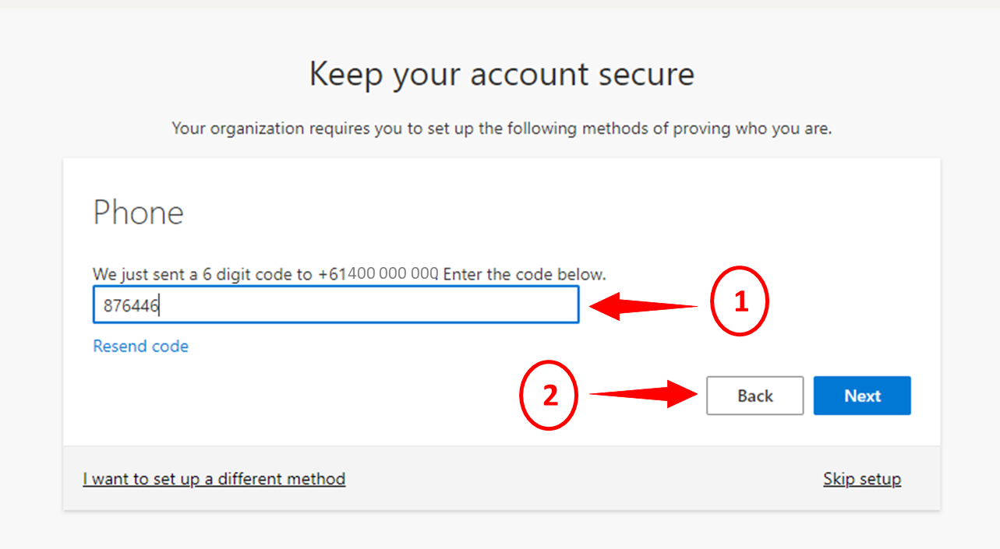 Keep your account secure
Your organization requires you to set up the following methods of proving who you are.
Phone
We just sent a 6 digit code to +61400 000 000 Enter the code below.
876446
1
Resend code
2
Back
Next
I want to set up a different method
Skip setup